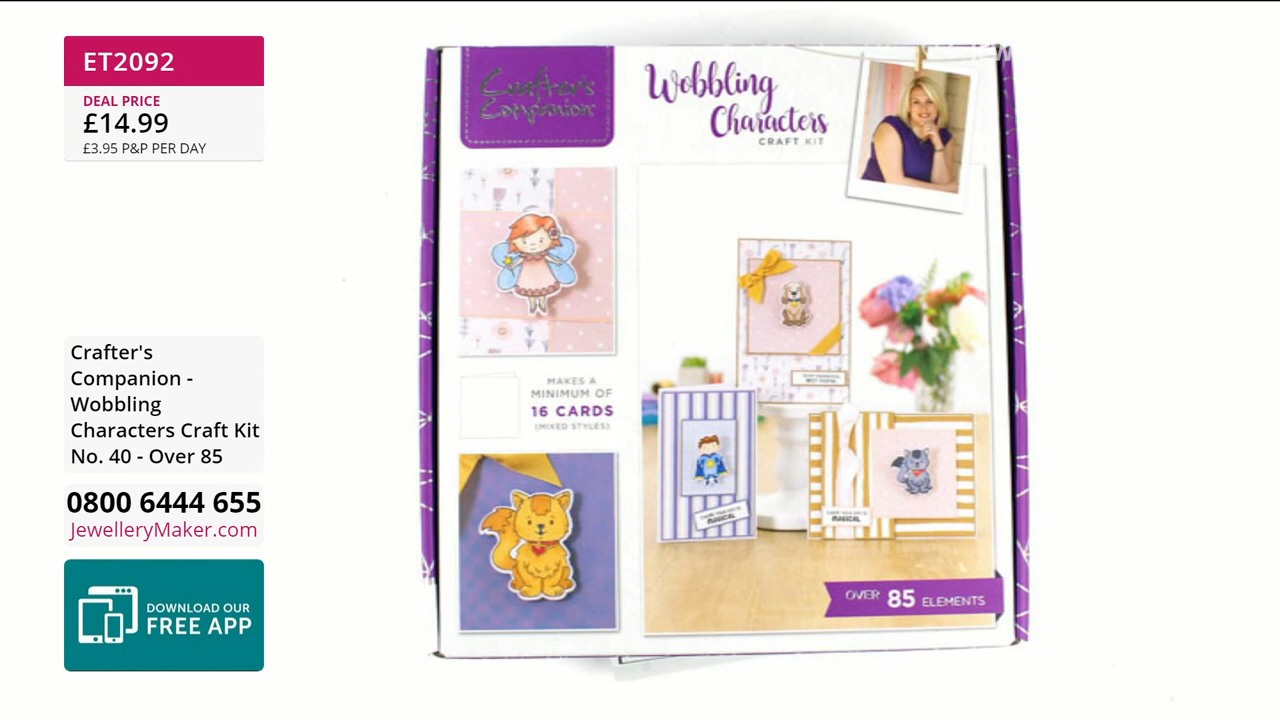 ET2092
DEAL PRICE
£14.99
£3.95 P&P PER DAY
Crafter's
Companion -
Wobbling
Characters Craft Kit
No. 40 - Over 85
0800 6444 655
JewelleryMaker.com
DOWNLOAD OUR
FREE APP
Crafter's
Companion
Wobbling
Characters
CRAFT KIT
MAKES A
MINIMUM OF
16 CARDS
(MIXED STYLES)
MAGICAL
MAGICAL
OVER 85 ELEMENTS